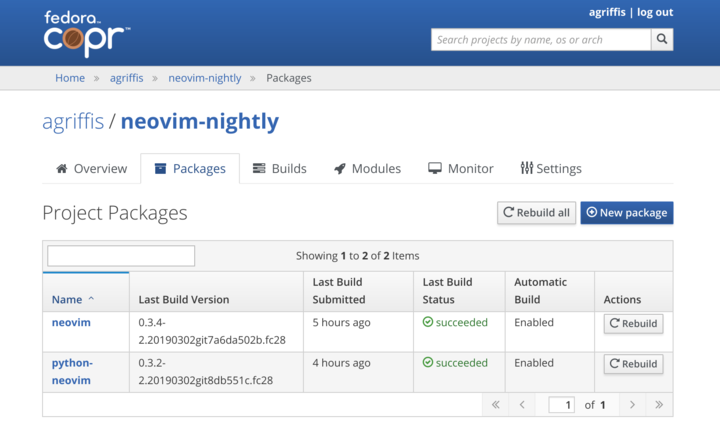 agriffis | log out
fedora
copr™
Search projects by name, os or arch
Home » agriffis » neovim-nightly » Packages
agriffis / neovim-nightly
Overview Packages Builds Modules Monitor Settings
Project Packages Rebuild all New package
Showing 1 to 2 of 2 Items
Name Last Build Version Last Build Submitted Last Build Status Automatic Build Actions
neovim 0.3.4-2.20190302git7a6da502b.fc28 5 hours ago succeeded Enabled Rebuild
python-neovim 0.3.2-2.20190302git8db551c.fc28 4 hours ago succeeded Enabled Rebuild
« ‹ 1 of 1 › »